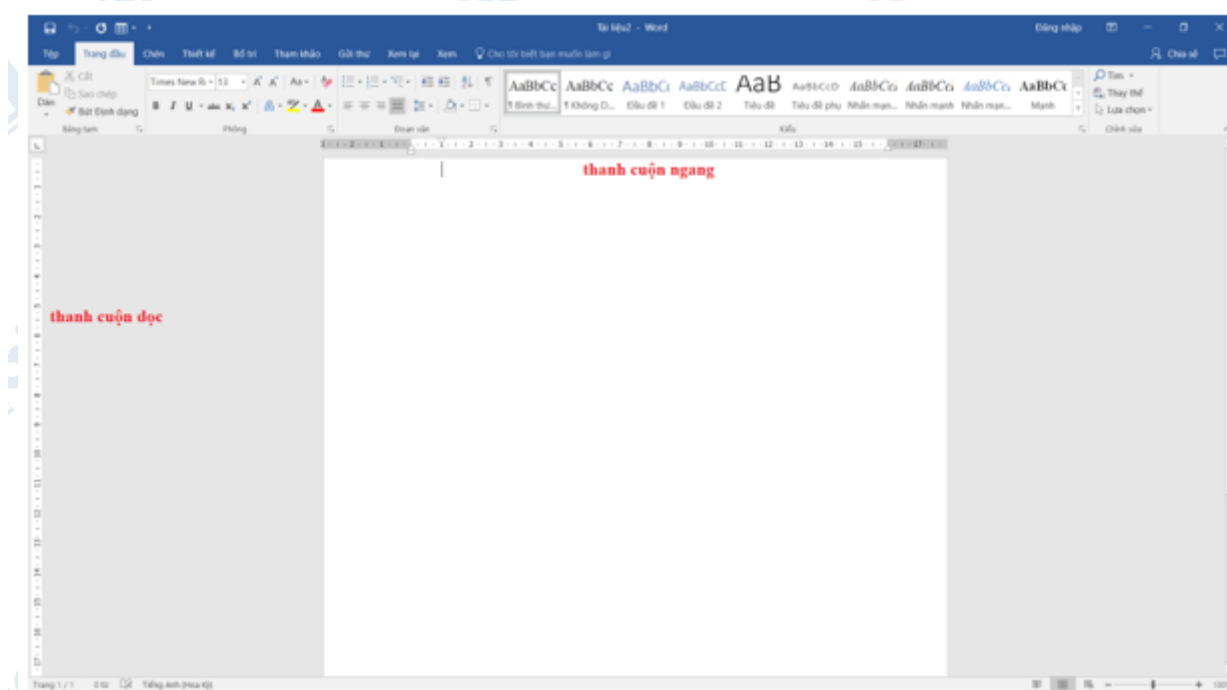 Tài liệu2 - Word
Đăng nhập
Tệp Trang đầu Chèn Thiết kế Bố trí Tham khảo Gửi thư Xem lại Xem Cho tôi biết bạn muốn làm gì
Chia sẻ
Dán
Cắt
Sao chép
Bút Định dạng
Bảng tạm
Times New R 13
Phông
Đoạn văn
AaBbCc AaBbCc AaBbCc AaBbCcE AaB AaBbCcD AaBbCc AaBbCc AaBbCc AaBbCc
¶ Bình thư... ¶ Không D... Đầu đề 1 Đầu đề 2 Tiêu đề Tiêu đề phụ Nhấn mạn... Nhấn mạnh Nhấn mạn... Mạnh
Kiểu
Tìm
Thay thế
Lựa chọn
Chỉnh sửa
thanh cuộn ngang
thanh cuộn dọc
Trang 1 / 1 0 từ Tiếng Anh (Hoa Kỳ)
100